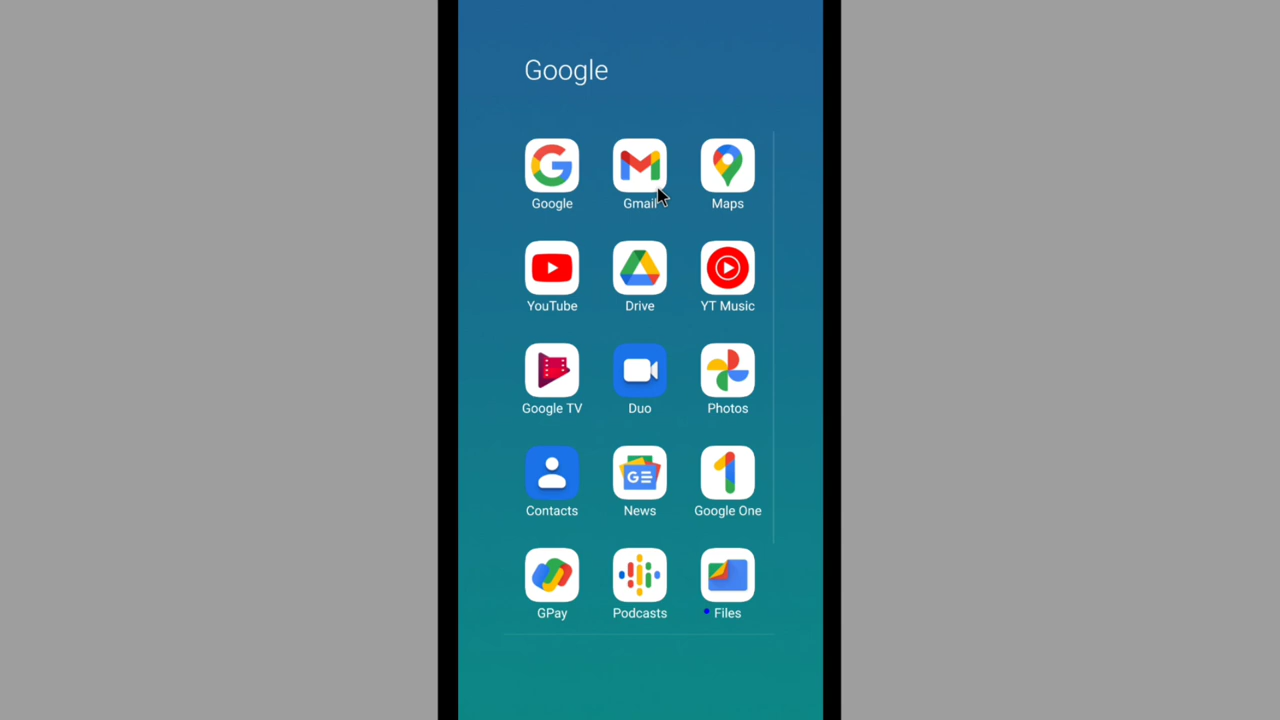 Google
Google Gmail Maps
YouTube Drive YT Music
Google TV Duo Photos
Contacts News Google One
GPay Podcasts Files